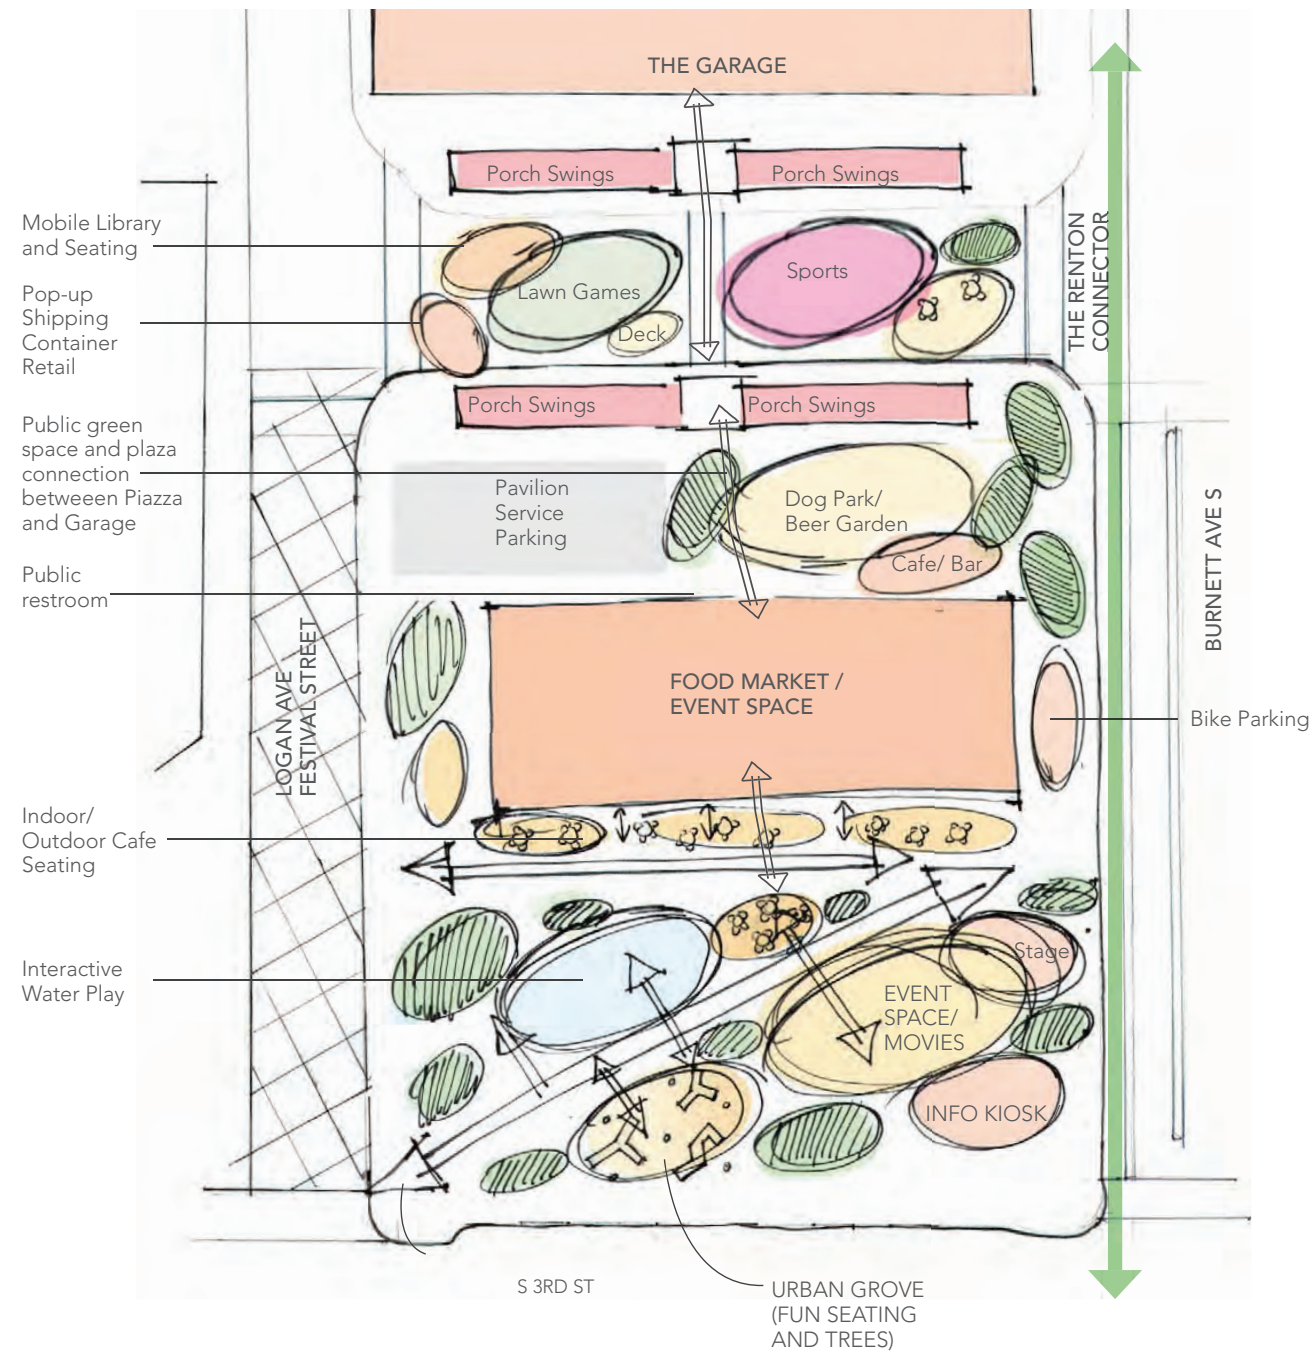 THE GARAGE
Porch Swings
Porch Swings
Mobile Library
and Seating
Sports
Lawn Games
Deck
Pop-up
Shipping
Container
Retail
THE RENTON
CONNECTOR
Porch Swings
Porch Swings
Public green
space and plaza
connection
betweeen Piazza
and Garage
Pavilion
Service
Parking
Dog Park/
Beer Garden
Cafe/ Bar
BURNETT AVE S
Public
restroom
LOGAN AVE
FESTIVAL STREET
FOOD MARKET /
EVENT SPACE
Bike Parking
Indoor/
Outdoor Cafe
Seating
Stage
Interactive
Water Play
EVENT
SPACE/
MOVIES
INFO KIOSK
S 3RD ST
URBAN GROVE
(FUN SEATING
AND TREES)